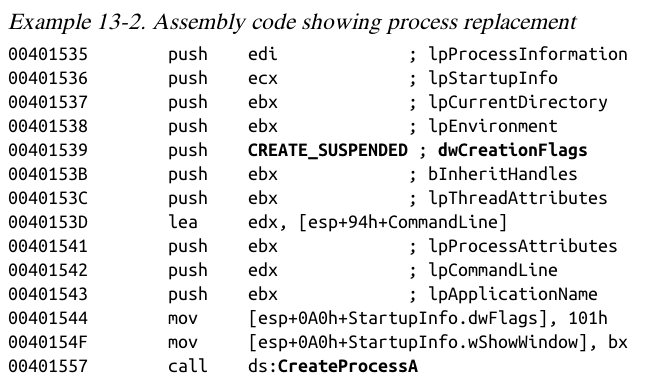 Example 13-2. Assembly code showing process replacement
00401535 push edi ; lpProcessInformation
00401536 push ecx ; lpStartupInfo
00401537 push ebx ; lpCurrentDirectory
00401538 push ebx ; lpEnvironment
00401539 push CREATE_SUSPENDED ; dwCreationFlags
0040153B push ebx ; bInheritHandles
0040153C push ebx ; lpThreadAttributes
0040153D lea edx, [esp+94h+CommandLine]
00401541 push ebx ; lpProcessAttributes
00401542 push edx ; lpCommandLine
00401543 push ebx ; lpApplicationName
00401544 mov [esp+0A0h+StartupInfo.dwFlags], 101h
0040154F mov [esp+0A0h+StartupInfo.wShowWindow], bx
00401557 call ds:CreateProcessA